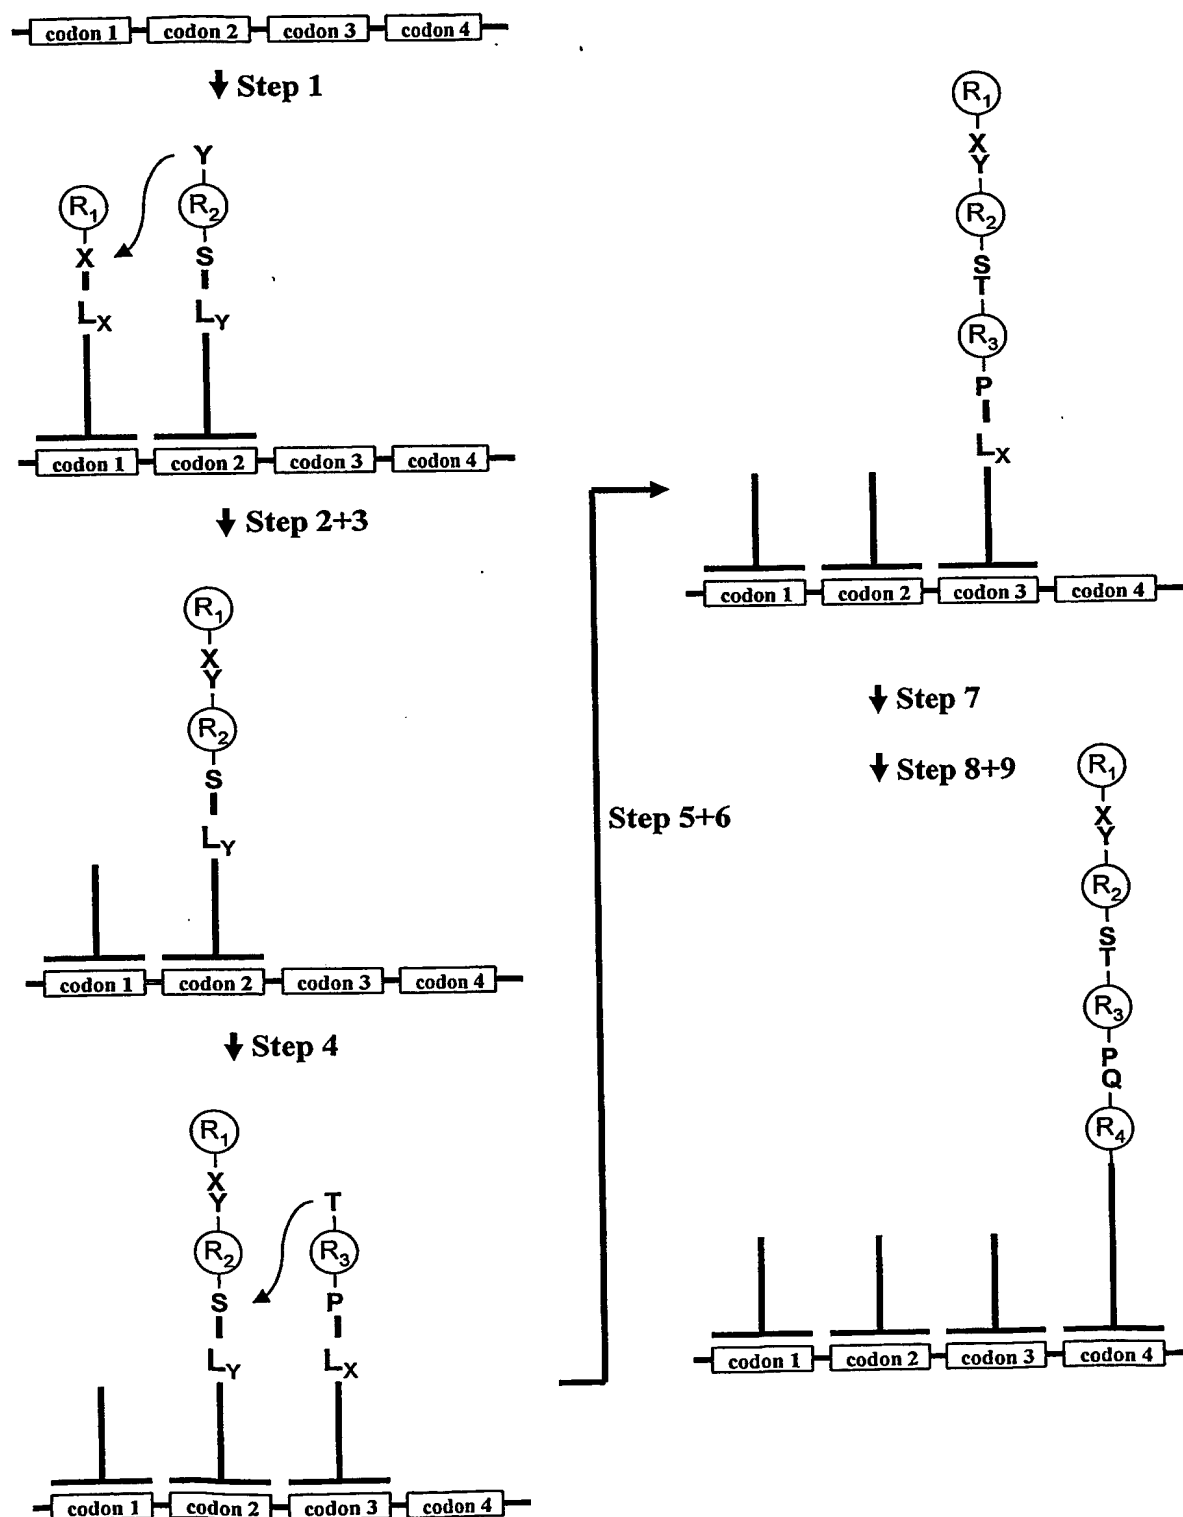 codon 1 codon 2 codon 3 codon 4
Step 1
Y
R1 R2
X S
LX LY
codon 1 codon 2 codon 3 codon 4
Step 2+3
R1
X
Y
R2
S
LY
codon 1 codon 2 codon 3 codon 4
Step 4
R1
X
Y T
R2 R3
S P
LY LX
codon 1 codon 2 codon 3 codon 4
Step 5+6
R1
X
Y
R2
S
T
R3
P
LX
codon 1 codon 2 codon 3 codon 4
Step 7
Step 8+9
R1
X
Y
R2
S
T
R3
P
Q
R4
codon 1 codon 2 codon 3 codon 4